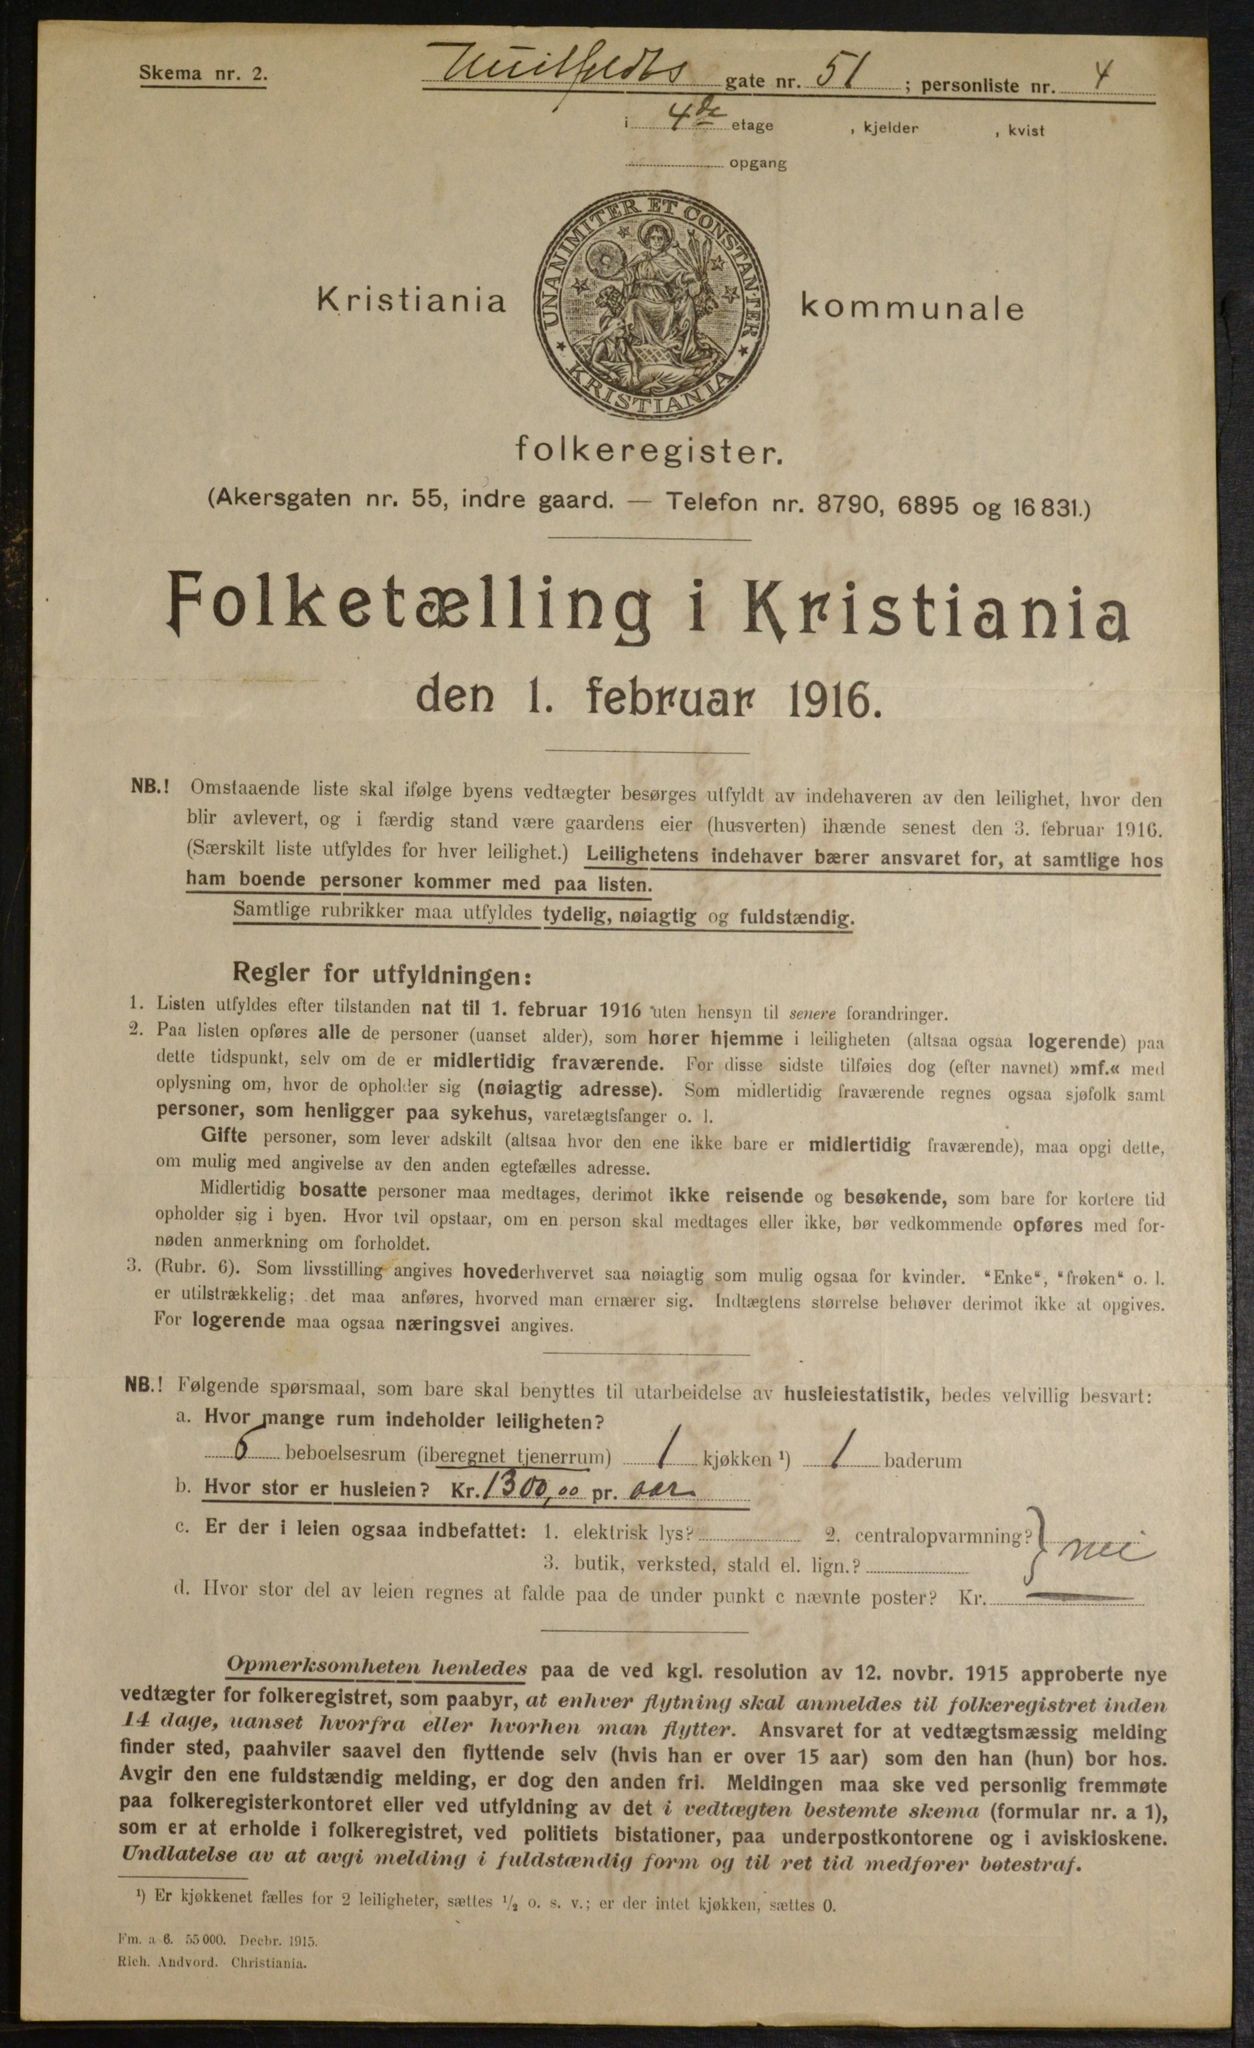 Skema nr. 2.
Huitfeldts gate nr. 51 ; personliste nr. 4
i 4de etage , kjelder , kvist
opgang
UNANIMITER ET CONSTANTER
KRISTIANIA
Kristiania kommunale
folkeregister.
(Akersgaten nr. 55, indre gaard. — Telefon nr. 8790, 6895 og 16 831.)
Folketælling i Kristiania
den 1. februar 1916.
NB.! Omstaaende liste skal ifølge byens vedtægter besørges utfyldt av indehaveren av den leilighet, hvor den
blir avlevert, og i færdig stand være gaardens eier (husverten) ihænde senest den 3. februar 1916.
(Særskilt liste utfyldes for hver leilighet.) Leilighetens indehaver bærer ansvaret for, at samtlige hos
ham boende personer kommer med paa listen.
Samtlige rubrikker maa utfyldes tydelig, nøiagtig og fuldstændig.
Regler for utfyldningen:
1. Listen utfyldes efter tilstanden nat til 1. februar 1916 uten hensyn til senere forandringer.
2. Paa listen opføres alle de personer (uanset alder), som hører hjemme i leiligheten (altsaa ogsaa logerende) paa
dette tidspunkt, selv om de er midlertidig fraværende. For disse sidste tilføies dog (efter navnet) »mf.« med
oplysning om, hvor de opholder sig (nøiagtig adresse). Som midlertidig fraværende regnes ogsaa sjøfolk samt
personer, som henligger paa sykehus, varetægtsfanger o. l.
Gifte personer, som lever adskilt (altsaa hvor den ene ikke bare er midlertidig fraværende), maa opgi dette,
om mulig med angivelse av den anden egtefælles adresse.
Midlertidig bosatte personer maa medtages, derimot ikke reisende og besøkende, som bare for kortere tid
opholder sig i byen. Hvor tvil opstaar, om en person skal medtages eller ikke, bør vedkommende opføres med for-
nøden anmerkning om forholdet.
3. (Rubr. 6). Som livsstilling angives hovederhvervet saa nøiagtig som mulig ogsaa for kvinder. "Enke", "frøken" o. l.
er utilstrækkelig; det maa anføres, hvorved man ernærer sig. Indtægtens størrelse behøver derimot ikke at opgives.
For logerende maa ogsaa næringsvei angives.
NB.! Følgende spørsmaal, som bare skal benyttes til utarbeidelse av husleiestatistik, bedes velvillig besvart:
a. Hvor mange rum indeholder leiligheten?
6 beboelsesrum (iberegnet tjenerrum) 1 kjøkken ¹) 1 baderum
b. Hvor stor er husleien? Kr. 1300,00 pr. aar
c. Er der i leien ogsaa indbefattet: 1. elektrisk lys? 2. centralopvarmning? } nei
3. butik, verksted, stald el. lign.?
d. Hvor stor del av leien regnes at falde paa de under punkt c nævnte poster? Kr.
Opmerksomheten henledes paa de ved kgl. resolution av 12. novbr. 1915 approberte nye
vedtægter for folkeregistret, som paabyr, at enhver flytning skal anmeldes til folkeregistret inden
14 dage, uanset hvorfra eller hvorhen man flytter. Ansvaret for at vedtægtsmæssig melding
finder sted, paahviler saavel den flyttende selv (hvis han er over 15 aar) som den han (hun) bor hos.
Avgir den ene fuldstændig melding, er dog den anden fri. Meldingen maa ske ved personlig fremmøte
paa folkeregisterkontoret eller ved utfyldning av det i vedtægten bestemte skema (formular nr. a 1),
som er at erholde i folkeregistret, ved politiets bistationer, paa underpostkontorene og i aviskioskene.
Undlatelse av at avgi melding i fuldstændig form og til ret tid medfører bøtestraf.
¹) Er kjøkkenet fælles for 2 leiligheter, sættes ½ o. s. v.; er der intet kjøkken, sættes 0.
Fm. a 6. 55 000. Decbr. 1915.
Rich. Andvord. Christiania.